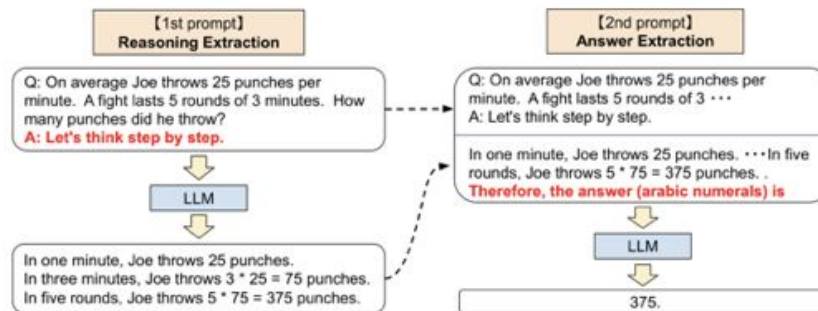 【1st prompt】
Reasoning Extraction
Q: On average Joe throws 25 punches per
minute. A fight lasts 5 rounds of 3 minutes. How
many punches did he throw?
A: Let's think step by step.
LLM
In one minute, Joe throws 25 punches.
In three minutes, Joe throws 3 * 25 = 75 punches.
In five rounds, Joe throws 5 * 75 = 375 punches.
【2nd prompt】
Answer Extraction
Q: On average Joe throws 25 punches per
minute. A fight lasts 5 rounds of 3 ···
A: Let's think step by step.
In one minute, Joe throws 25 punches. ···In five
rounds, Joe throws 5 * 75 = 375 punches. .
Therefore, the answer (arabic numerals) is
LLM
375.